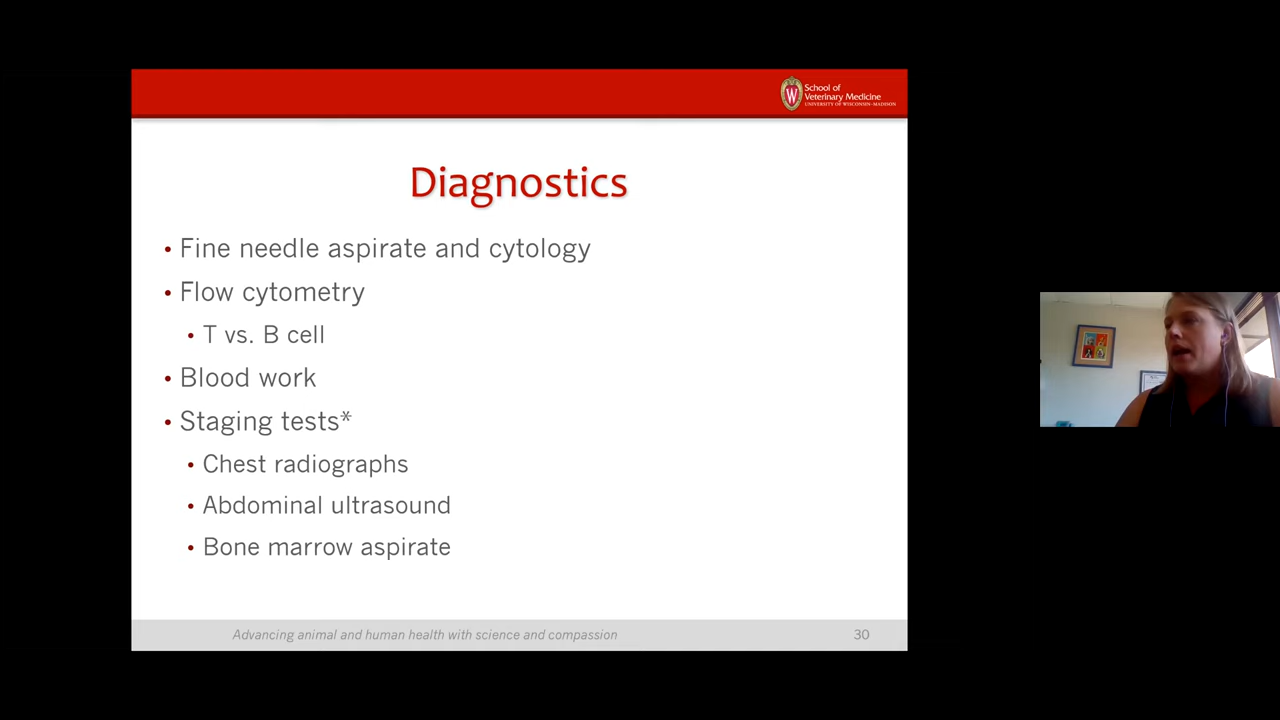 School of
Veterinary Medicine
UNIVERSITY OF WISCONSIN–MADISON
Diagnostics
• Fine needle aspirate and cytology
• Flow cytometry
• T vs. B cell
• Blood work
• Staging tests*
• Chest radiographs
• Abdominal ultrasound
• Bone marrow aspirate
Advancing animal and human health with science and compassion
30